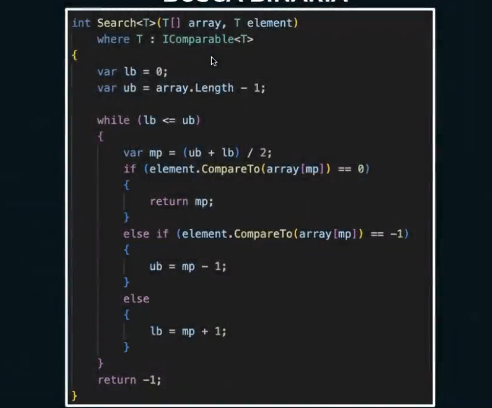 BUSCA BINÁRIA
int Search<T>(T[] array, T element)
where T : IComparable<T>
{
var lb = 0;
var ub = array.Length - 1;
while (lb <= ub)
{
var mp = (ub + lb) / 2;
if (element.CompareTo(array[mp]) == 0)
{
return mp;
}
else if (element.CompareTo(array[mp]) == -1)
{
ub = mp - 1;
}
else
{
lb = mp + 1;
}
}
return -1;
}